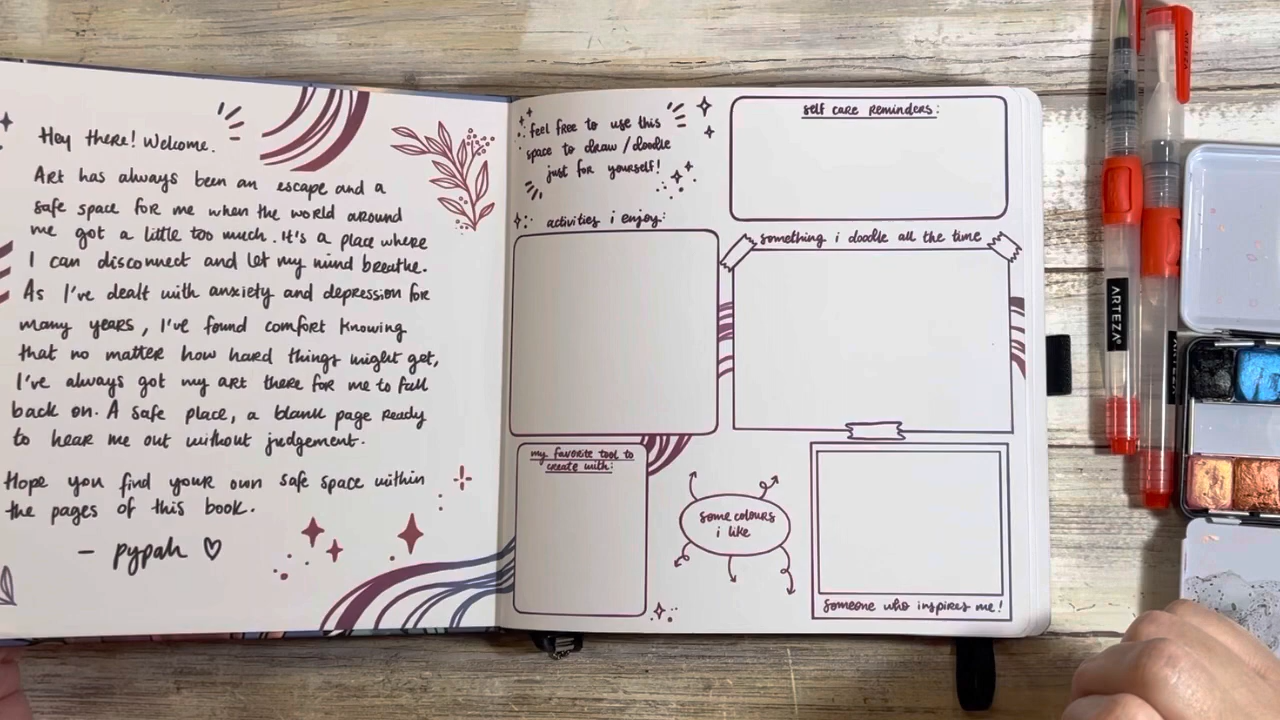 Hey there! Welcome.
Art has always been an escape and a
safe space for me when the world around
me got a little too much. It's a place where
I can disconnect and let my mind breathe.
As I've dealt with anxiety and depression for
many years, I've found comfort knowing
that no matter how hard things might get,
I've always got my art there for me to fall
back on. A safe place, a blank page ready
to hear me out without judgement.
Hope you find your own safe space within
the pages of this book.
— pypah ♡
feel free to use this
space to draw / doodle
just for yourself!
activities i enjoy:
my favorite tool to
create with:
self care reminders:
something i doodle all the time
some colours
i like
someone who inspires me!
ARTEZA
ARTEZA